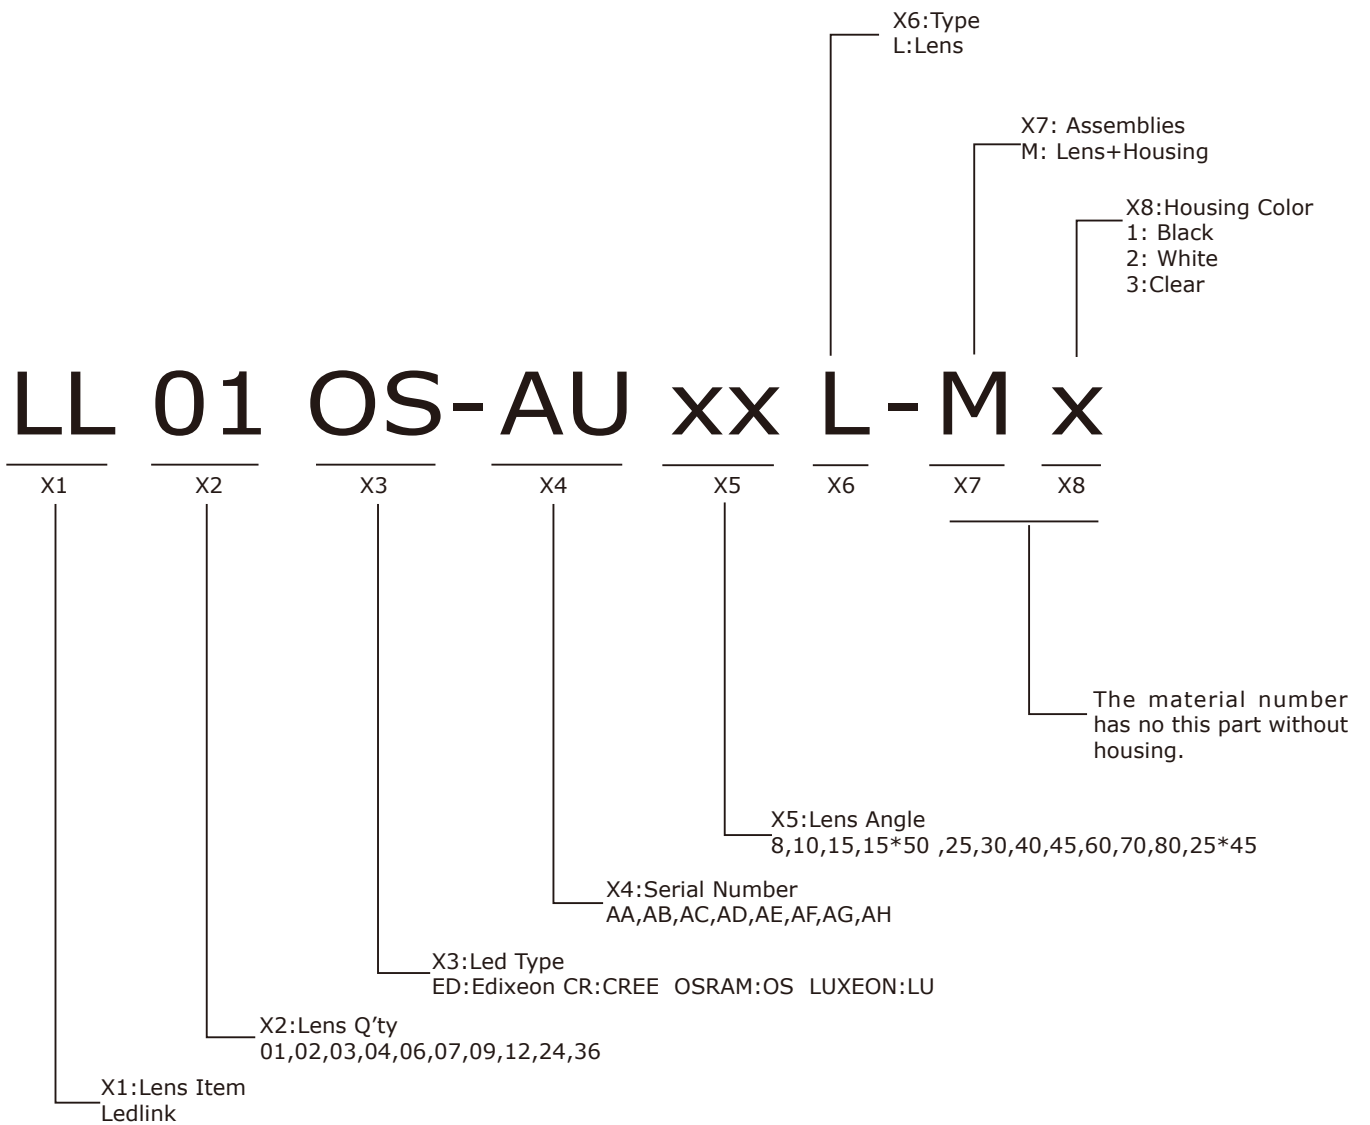 X6:Type
L:Lens
X7: Assemblies
M: Lens+Housing
X8:Housing Color
1: Black
2: White
3:Clear
LL 01 OS-AU xx L-M x
X1 X2 X3 X4 X5 X6 X7 X8
The material number
has no this part without
housing.
X5:Lens Angle
8,10,15,15*50 ,25,30,40,45,60,70,80,25*45
X4:Serial Number
AA,AB,AC,AD,AE,AF,AG,AH
X3:Led Type
ED:Edixeon CR:CREE OSRAM:OS LUXEON:LU
X2:Lens Q’ty
01,02,03,04,06,07,09,12,24,36
X1:Lens Item
Ledlink